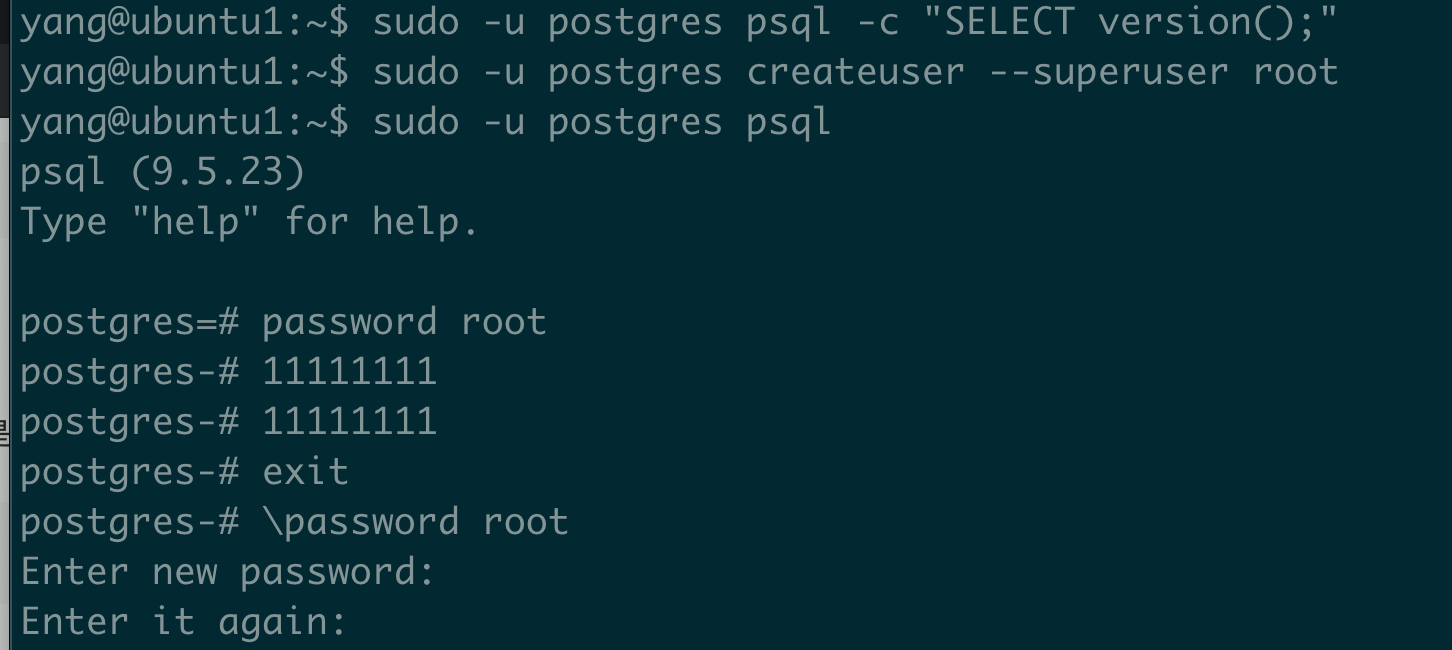 yang@ubuntu1:~$ sudo -u postgres psql -c "SELECT version();"
yang@ubuntu1:~$ sudo -u postgres createuser --superuser root
yang@ubuntu1:~$ sudo -u postgres psql
psql (9.5.23)
Type "help" for help.
postgres=# password root
postgres-# 11111111
postgres-# 11111111
postgres-# exit
postgres-# \password root
Enter new password:
Enter it again: